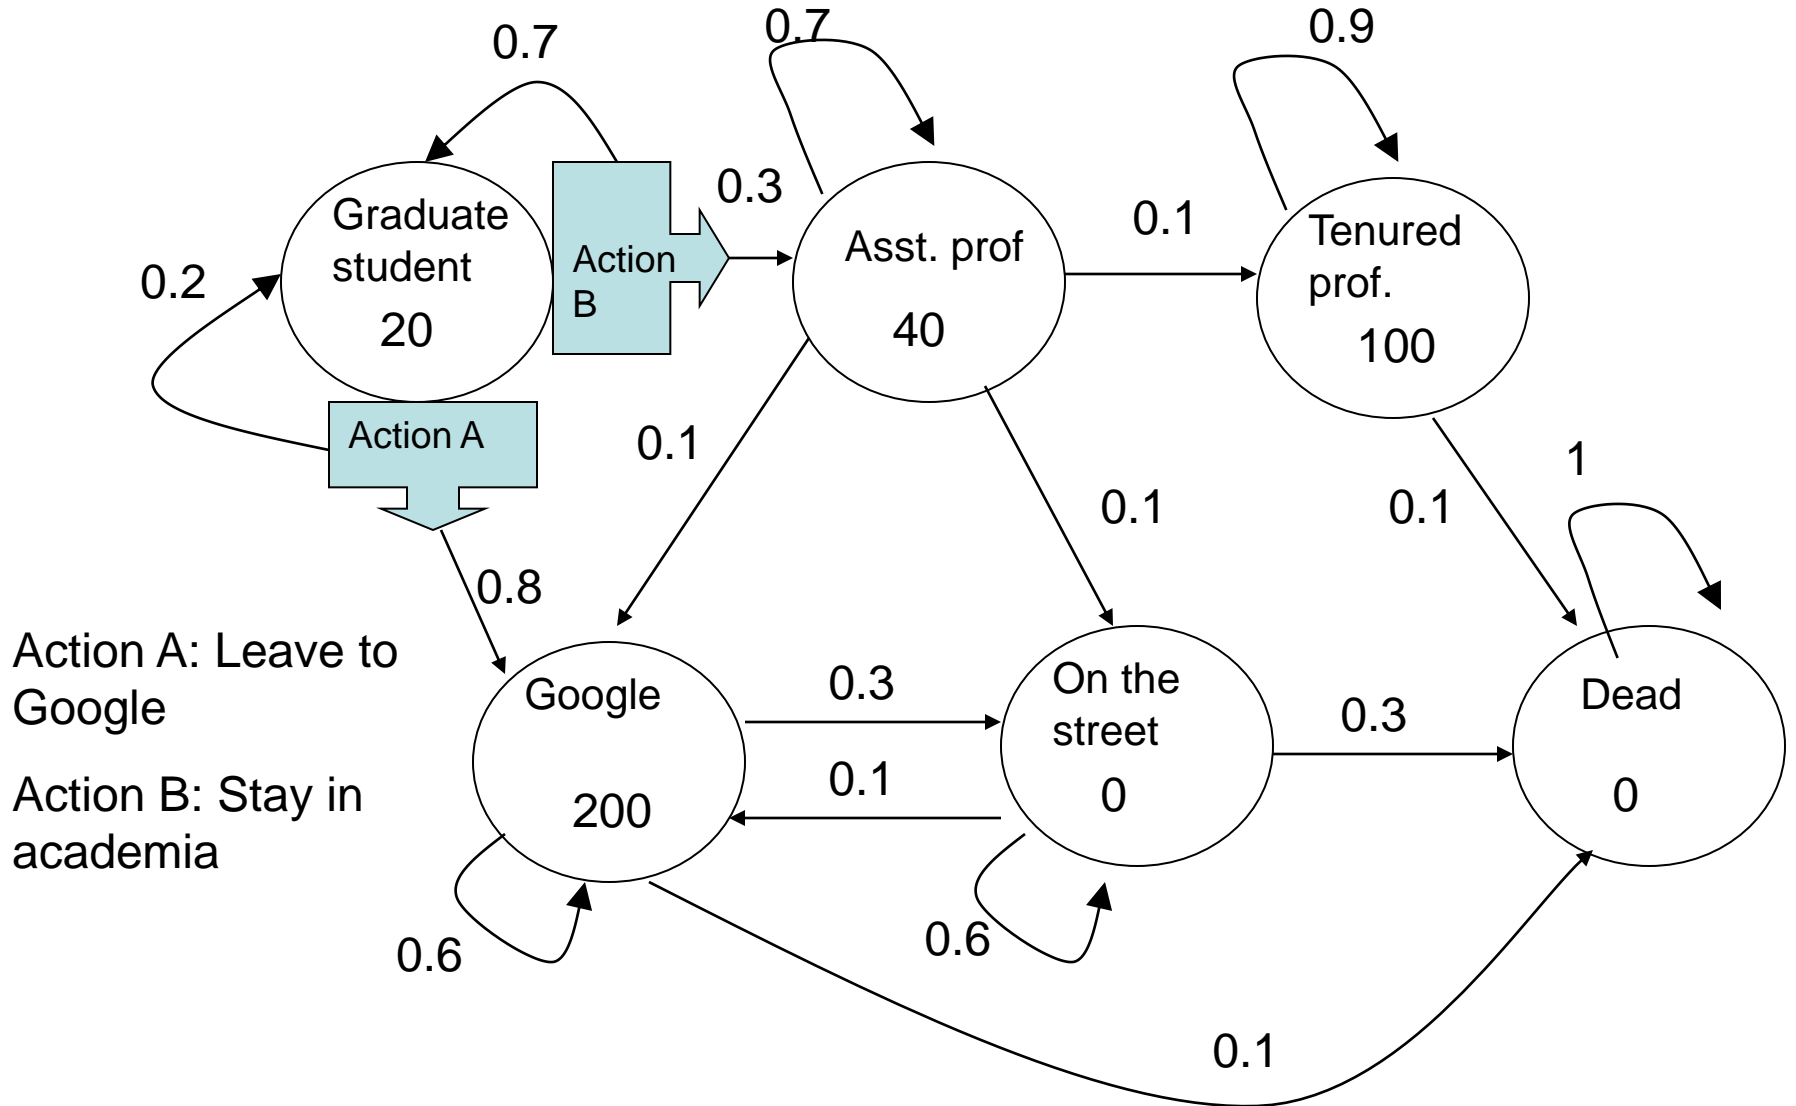 0.7
0.7
0.9
Graduate
student
20
Action
B
0.3
Asst. prof
40
0.1
Tenured
prof.
100
0.2
Action A
0.1
0.1
0.1
1
0.8
Action A: Leave to
Google
Action B: Stay in
academia
Google
200
0.3
0.1
On the
street
0
0.3
Dead
0
0.6
0.6
0.1